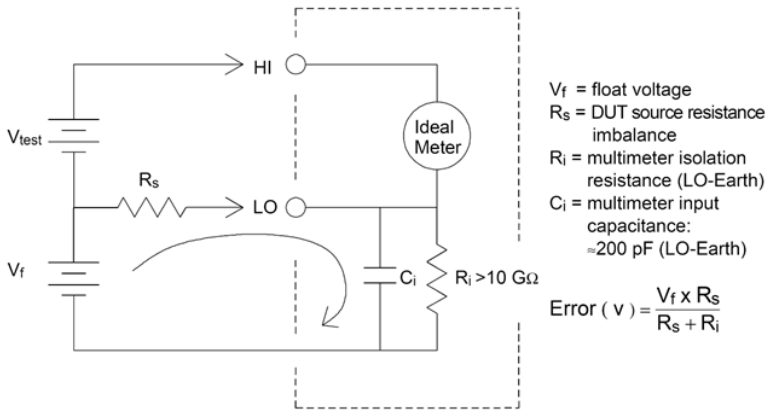 HI
Vtest
Ideal
Meter
Rs
LO
Vf
Ci
Ri >10 GΩ
Vf = float voltage
Rs = DUT source resistance
imbalance
Ri = multimeter isolation
resistance (LO-Earth)
Ci = multimeter input
capacitance:
≈200 pF (LO-Earth)
Error ( v ) = Vf x Rs
Rs + Ri